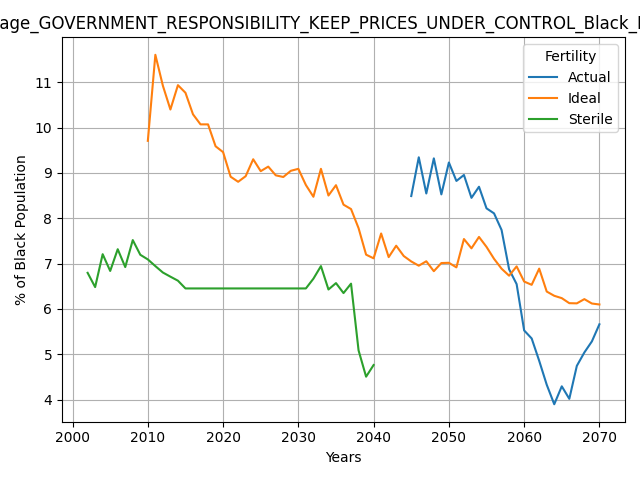 age_GOVERNMENT_RESPONSIBILITY_KEEP_PRICES_UNDER_CONTROL_Black_
Fertility
Actual
Ideal
Sterile
% of Black Population
11
10
9
8
7
6
5
4
2000 2010 2020 2030 2040 2050 2060 2070
Years